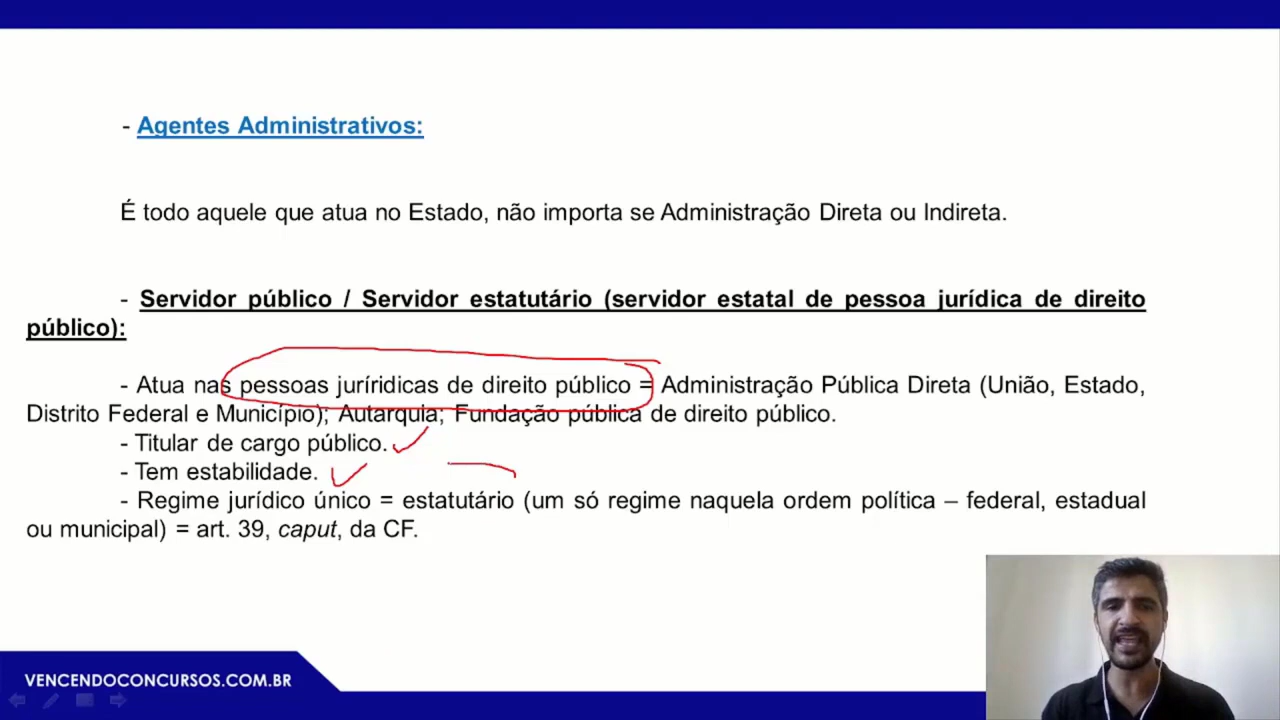 - Agentes Administrativos:
É todo aquele que atua no Estado, não importa se Administração Direta ou Indireta.
- Servidor público / Servidor estatutário (servidor estatal de pessoa jurídica de direito
público):
- Atua nas pessoas juríridicas de direito público = Administração Pública Direta (União, Estado,
Distrito Federal e Município); Autarquia; Fundação pública de direito público.
- Titular de cargo público.
- Tem estabilidade.
- Regime jurídico único = estatutário (um só regime naquela ordem política – federal, estadual
ou municipal) = art. 39, caput, da CF.
VENCENDOCONCURSOS.COM.BR